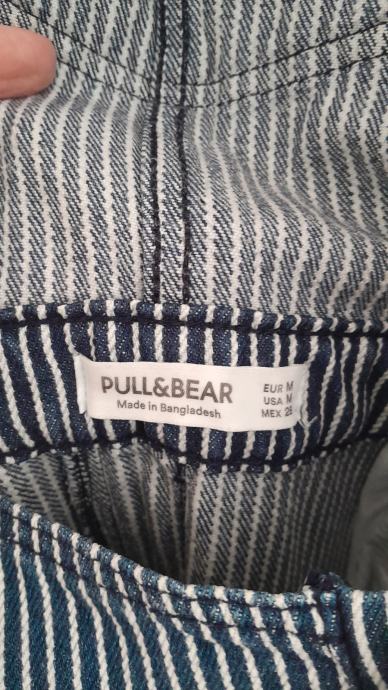 PULL&BEAR
Made in Bangladesh
EUR M
USA M
MEX 28